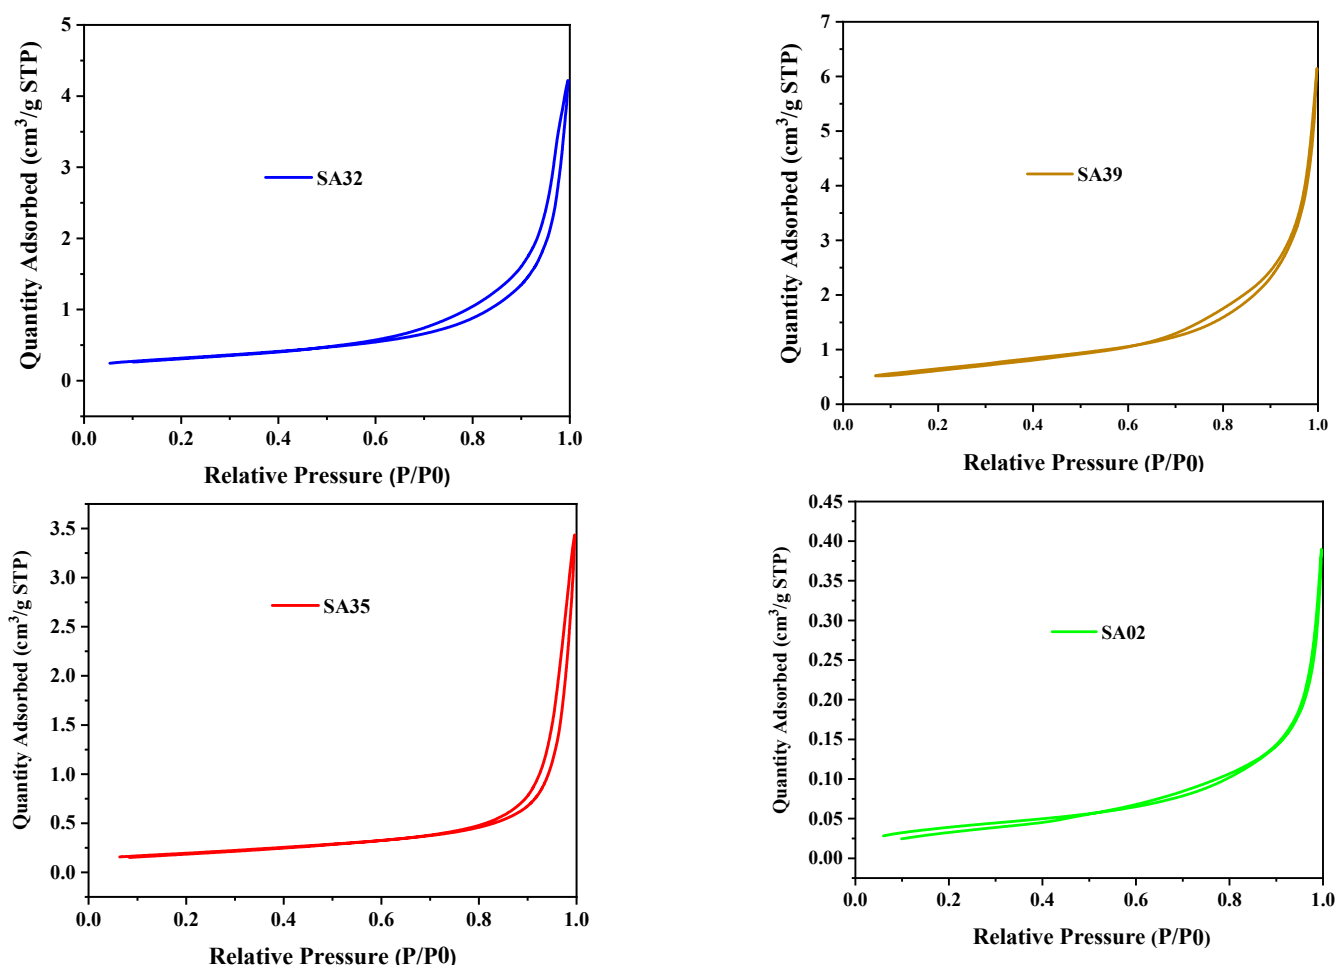 Quantity Adsorbed (cm³/g STP)
5
4
3
2
1
0
SA32
0.0 0.2 0.4 0.6 0.8 1.0
Relative Pressure (P/P0)
Quantity Adsorbed (cm³/g STP)
7
6
5
4
3
2
1
0
SA39
0.0 0.2 0.4 0.6 0.8 1.0
Relative Pressure (P/P0)
Quantity Adsorbed (cm³/g STP)
3.5
3.0
2.5
2.0
1.5
1.0
0.5
0.0
SA35
0.0 0.2 0.4 0.6 0.8 1.0
Relative Pressure (P/P0)
Quantity Adsorbed (cm³/g STP)
0.45
0.40
0.35
0.30
0.25
0.20
0.15
0.10
0.05
0.00
SA02
0.0 0.2 0.4 0.6 0.8 1.0
Relative Pressure (P/P0)